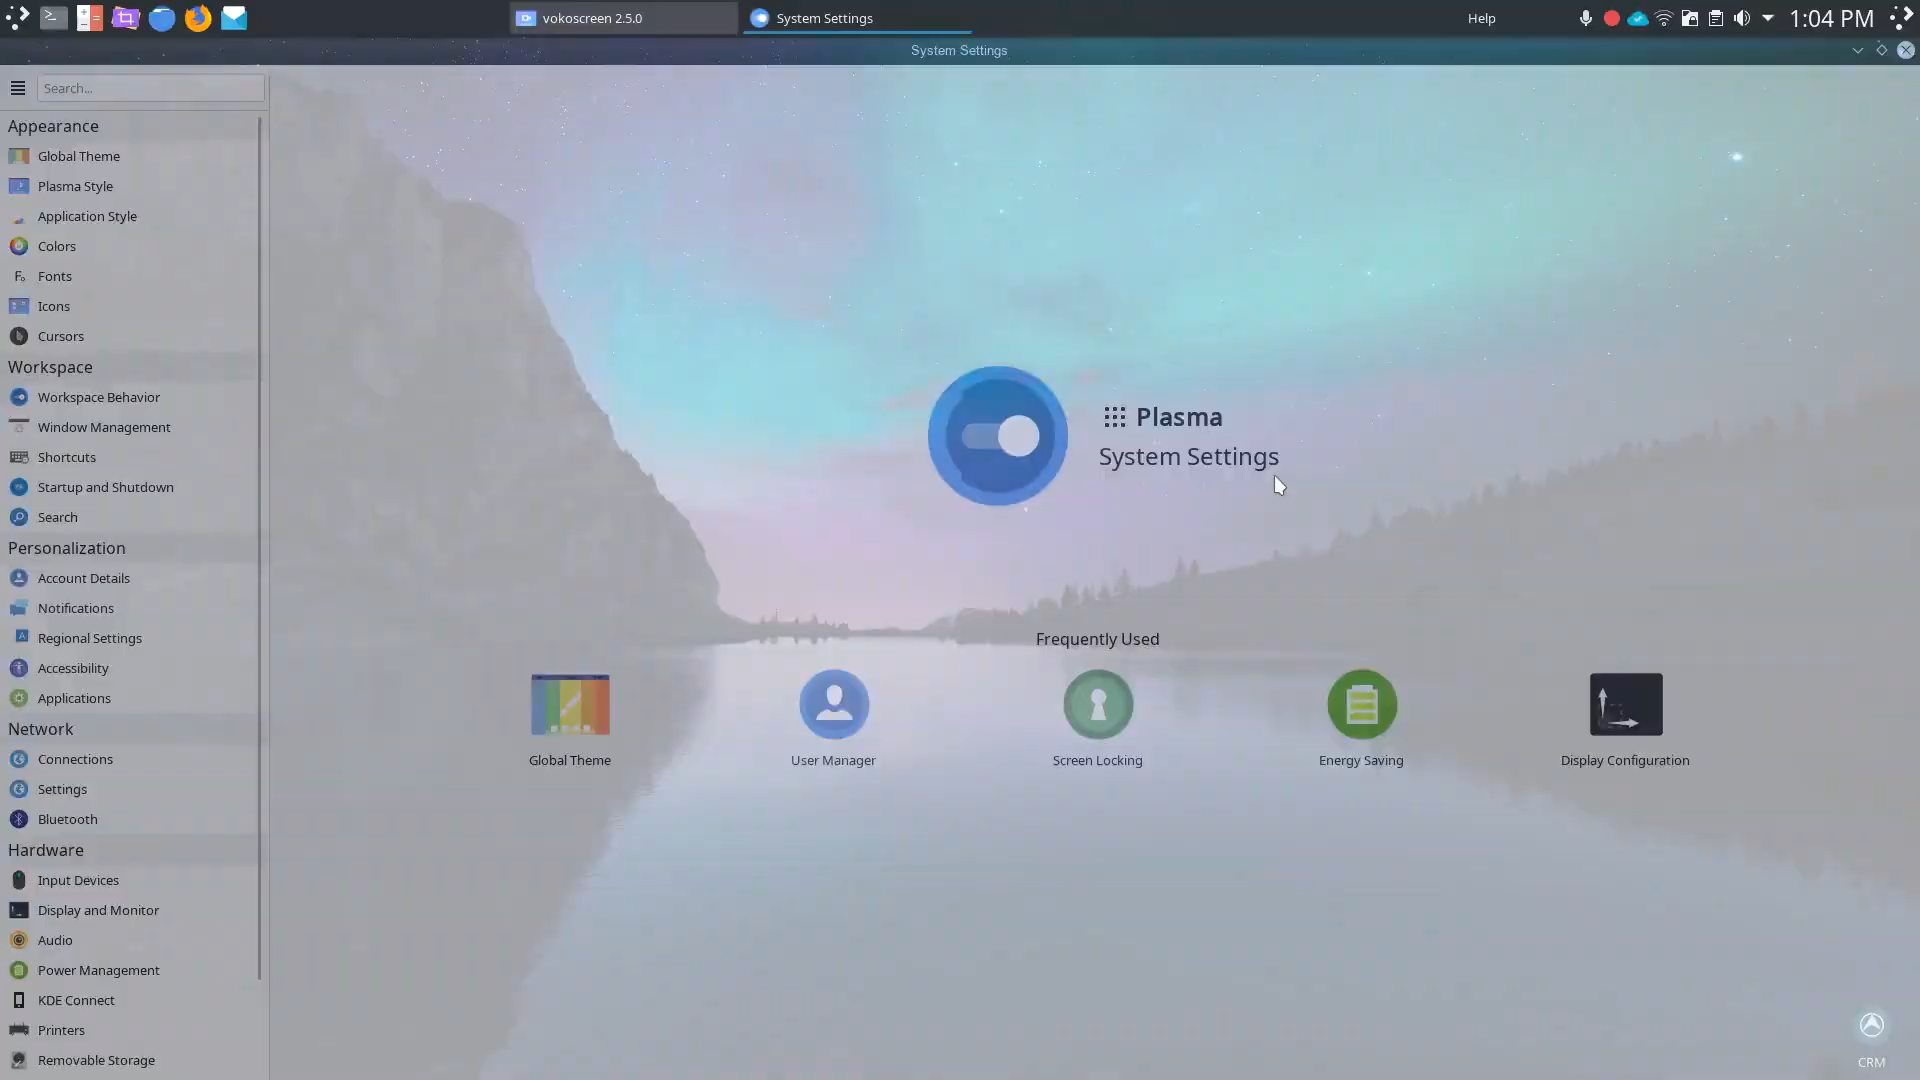 vokoscreen 2.5.0
System Settings
Help
1:04 PM
System Settings
Search...
Appearance
Global Theme
Plasma Style
Application Style
Colors
Fonts
Icons
Cursors
Workspace
Workspace Behavior
Window Management
Shortcuts
Startup and Shutdown
Search
Personalization
Account Details
Notifications
Regional Settings
Accessibility
Applications
Network
Connections
Settings
Bluetooth
Hardware
Input Devices
Display and Monitor
Audio
Power Management
KDE Connect
Printers
Removable Storage
Plasma
System Settings
Frequently Used
Global Theme
User Manager
Screen Locking
Energy Saving
Display Configuration
CRM